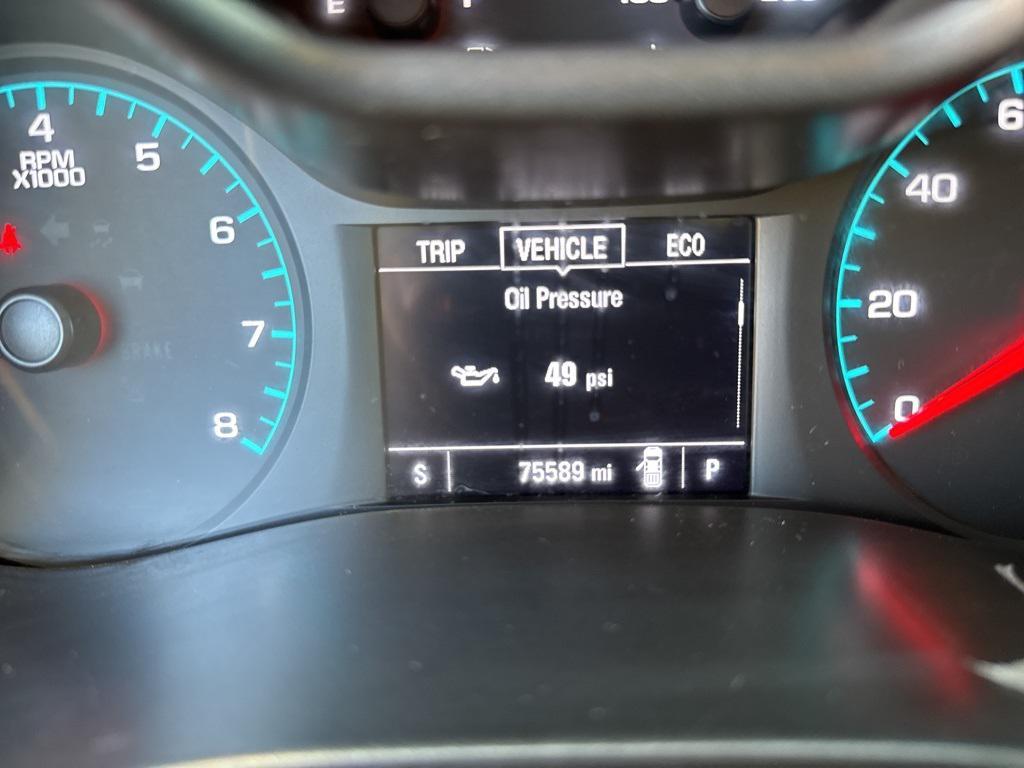 E
F
4
5
RPM
X1000
6
7
8
TRIP VEHICLE ECO
Oil Pressure
49 psi
S 75589 mi P
6
40
20
0